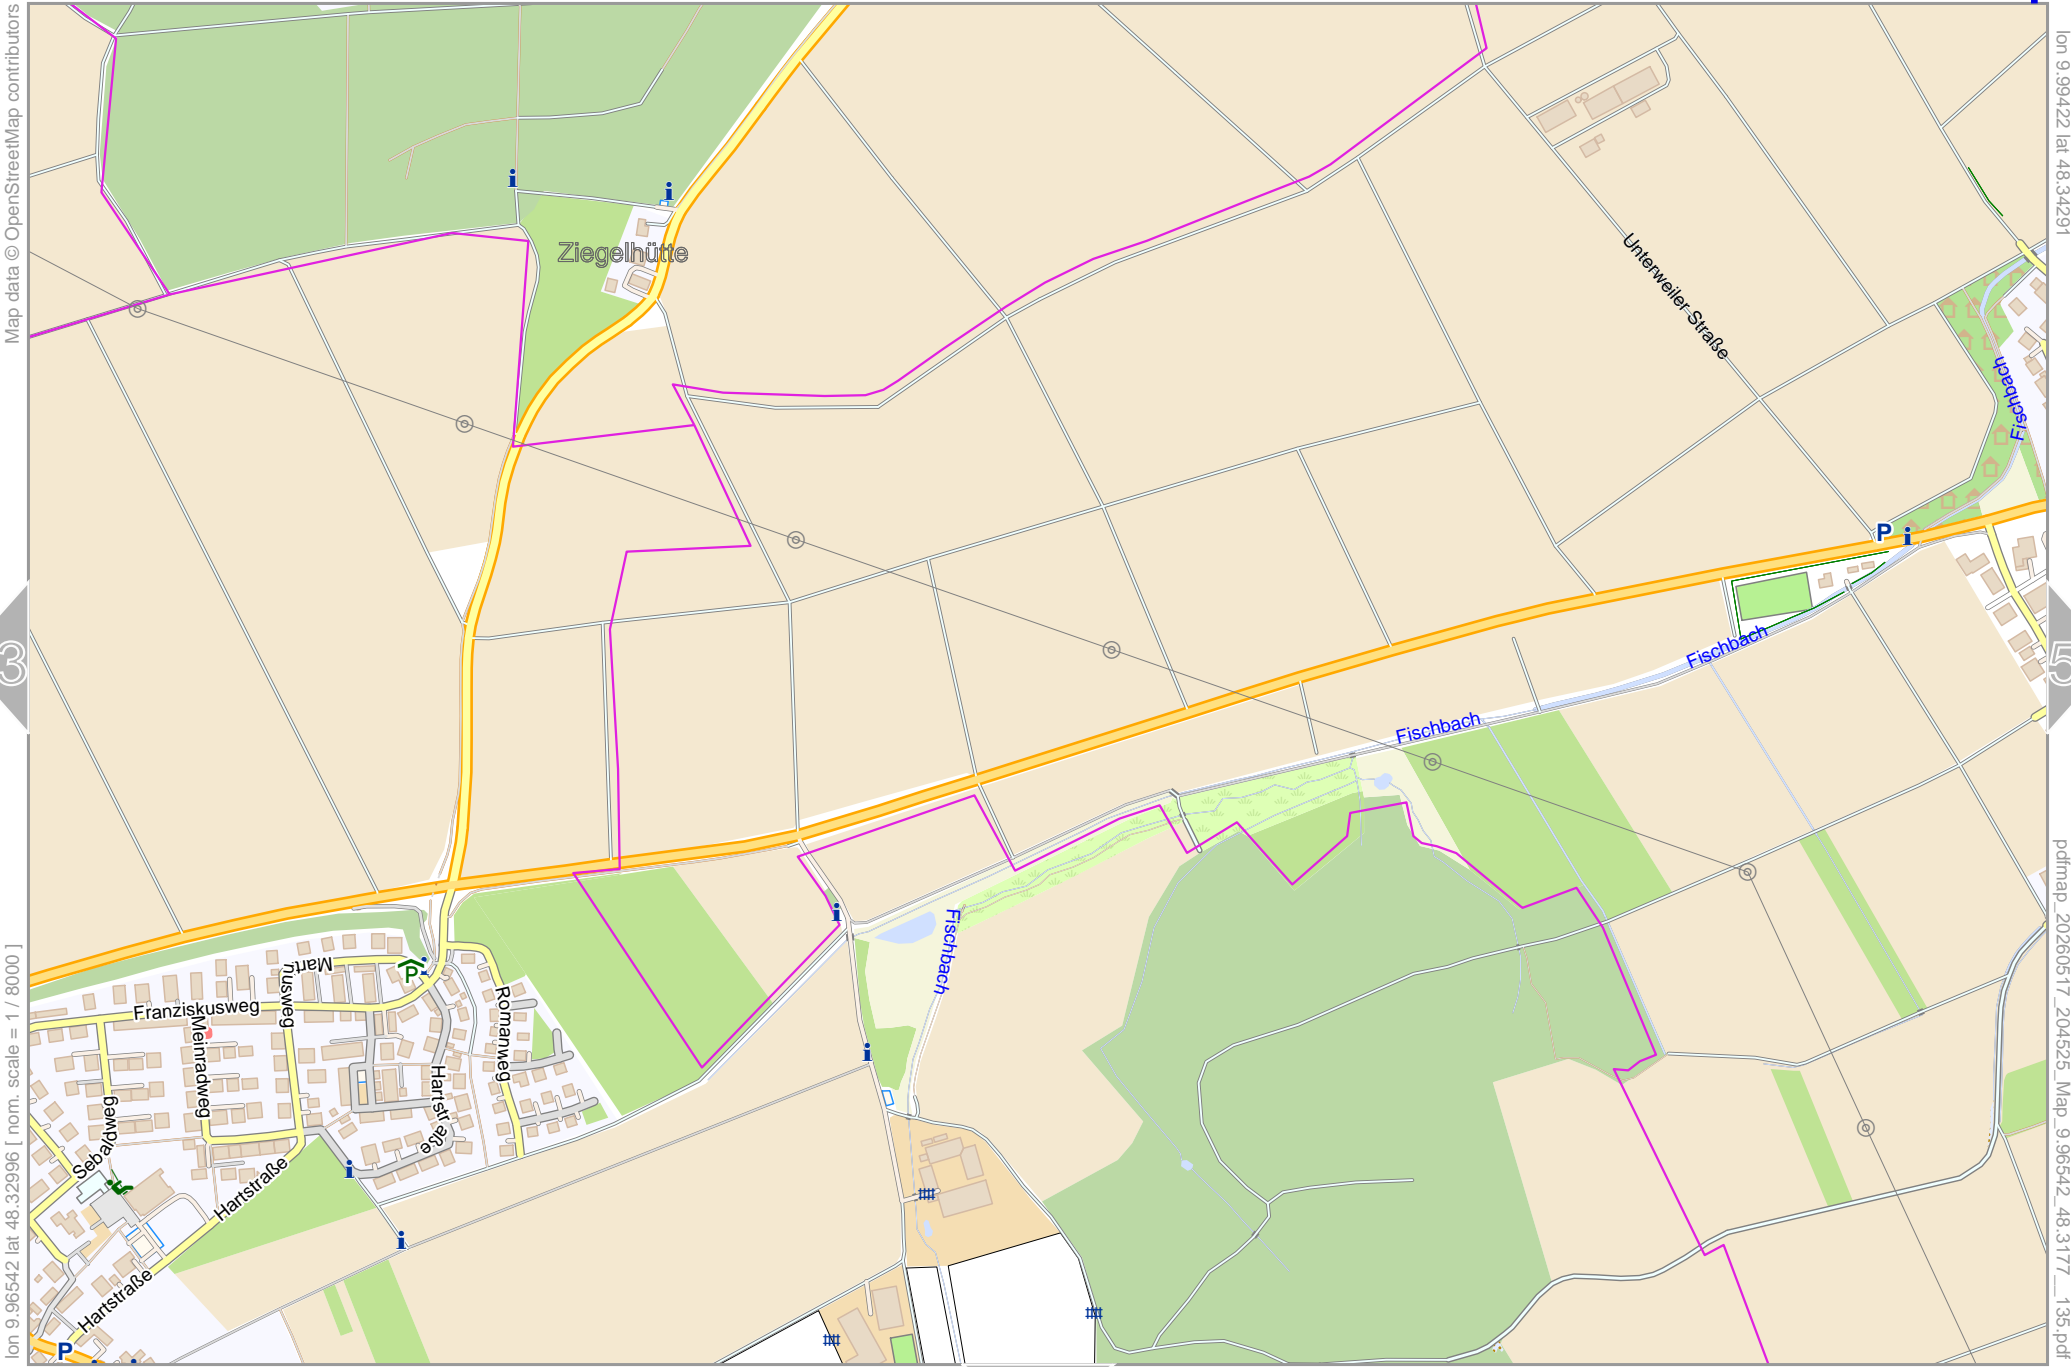 Map data © OpenStreetMap contributors
lon 9.99422 lat 48.34291
Ziegelhütte
Unterweiler Straße
Fischbach
P
3
Fischbach
5
Fischbach
Fischbach
Martinusweg
P
Franziskusweg
Romanweg
Meinradweg
Hartstraße
Sebaldweg
Hartstraße
Hartstraße
P
lon 9.96542 lat 48.32996 [ nom. scale = 1 / 8000 ]
pdfmap_20260517_204525_Map_9.96542_48.3177__135.pdf